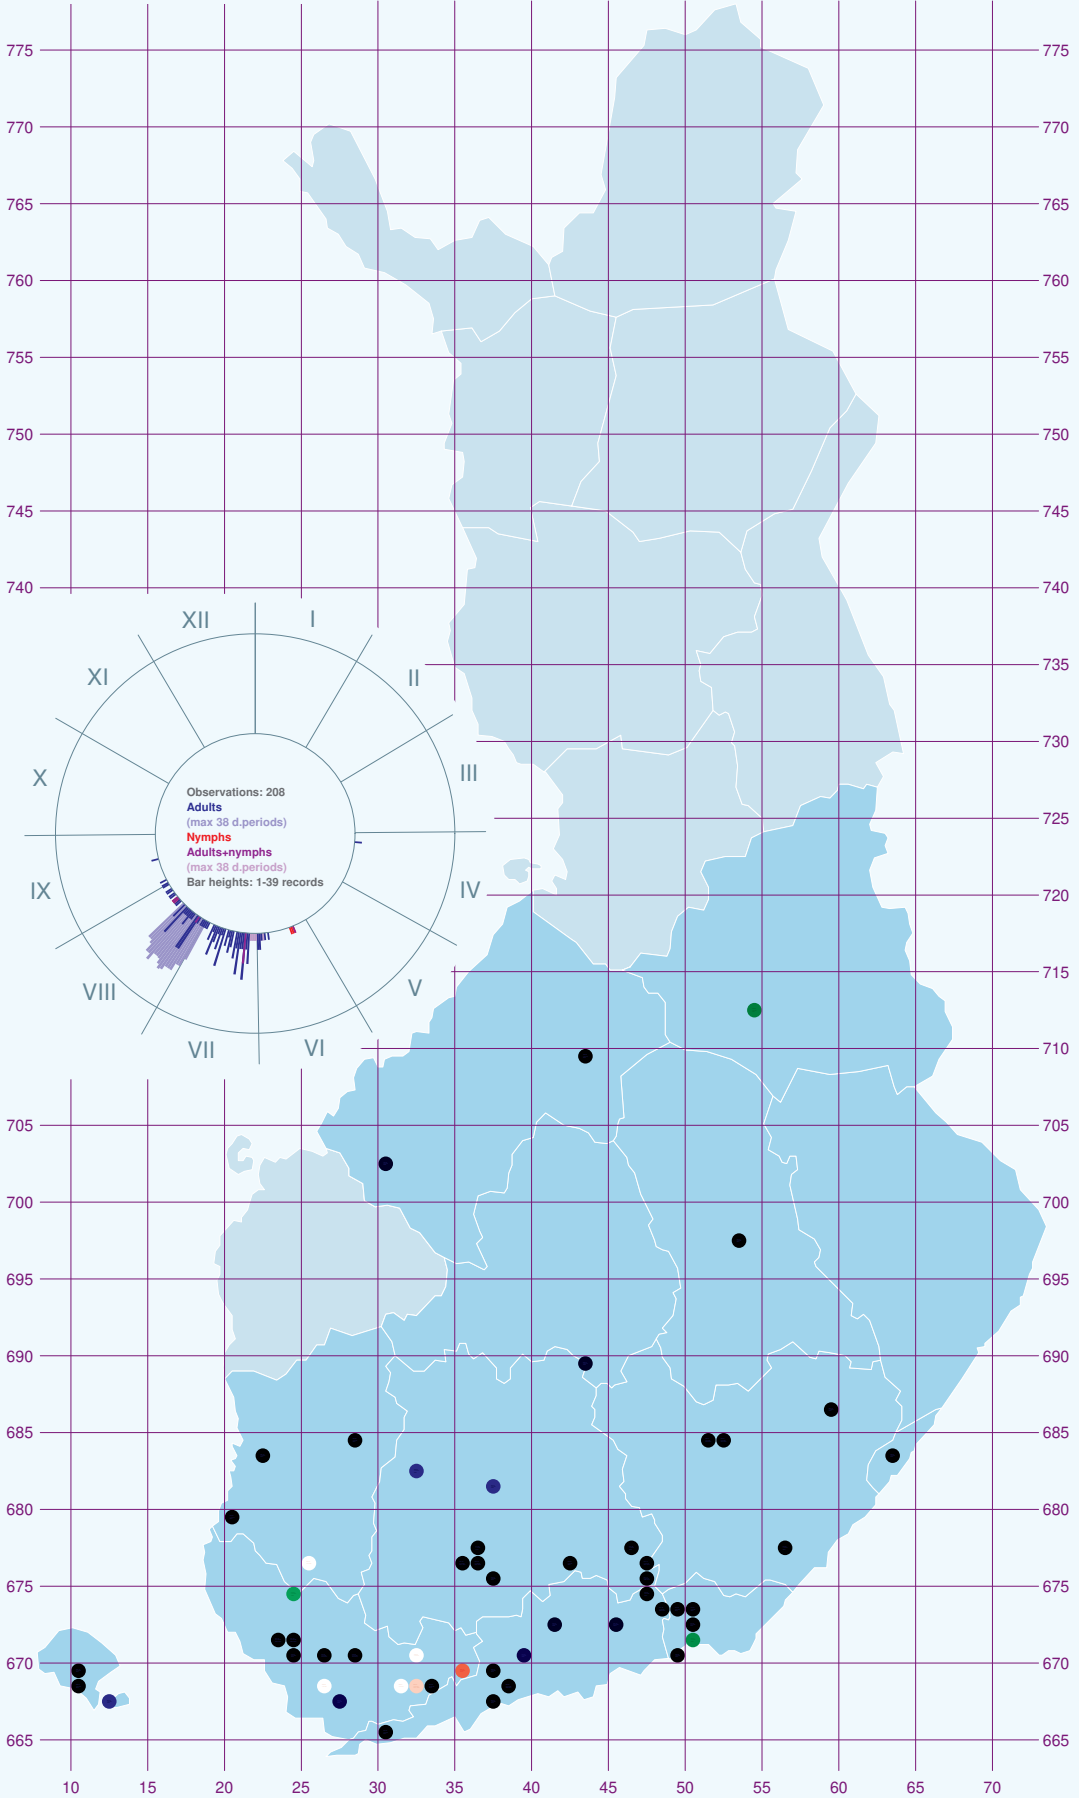 775 775
770 770
765 765
760 760
755 755
750 750
745 745
740 740
XII I
735
XI II
730
X III
Observations: 208
Adults
(max 38 d.periods)
725
Nymphs
Adults+nymphs
(max 38 d.periods)
Bar heights: 1-39 records
IX IV
720
VIII V
715
VII VI
710
705 705
700 700
695 695
690 690
685 685
680 680
675 675
670 670
665 665
10 15 20 25 30 35 40 45 50 55 60 65 70